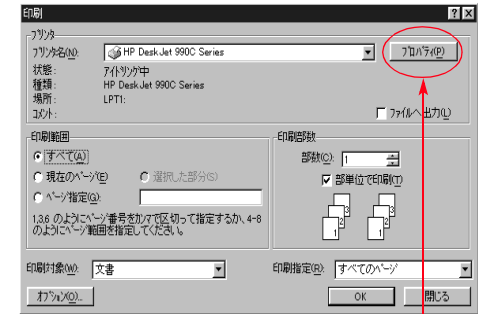 印刷
プリンタ
プリンタ名(N): HP DeskJet 990C Series プロパティ(P)
状態: アイドリング中
種類: HP DeskJet 990C Series
場所: LPT1:
コメント: ファイルへ出力(L)
印刷範囲
すべて(A)
現在のページ(E) 選択した部分(S)
ページ指定(G):
1,3,6 のようにページ番号をカンマで区切って指定するか、4-8
のようにページ範囲を指定してください。
印刷部数
部数(C): 1
部単位で印刷(T)
1 2 3 1 2 3
印刷対象(W): 文書 印刷指定(R): すべてのページ
オプション(O)... OK 閉じる